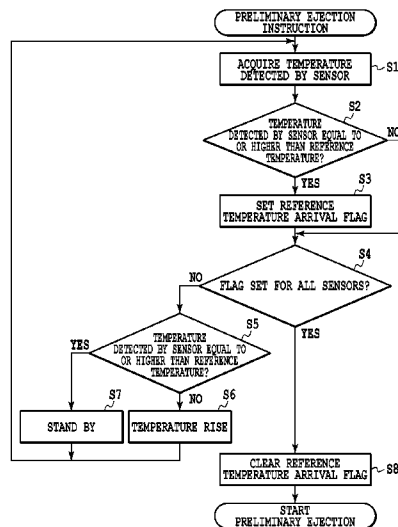 PRELIMINARY EJECTION
INSTRUCTION
ACQUIRE TEMPERATURE
DETECTED BY SENSOR
S1
S2
TEMPERATURE
DETECTED BY SENSOR EQUAL TO
OR HIGHER THAN REFERENCE
TEMPERATURE?
NO
YES
S3
SET REFERENCE
TEMPERATURE ARRIVAL FLAG
S4
FLAG SET FOR ALL SENSORS?
NO
YES
S5
TEMPERATURE
DETECTED BY SENSOR EQUAL TO
OR HIGHER THAN REFERENCE
TEMPERATURE?
YES
NO
S7
STAND BY
S6
TEMPERATURE RISE
CLEAR REFERENCE
TEMPERATURE ARRIVAL FLAG
S8
START
PRELIMINARY EJECTION